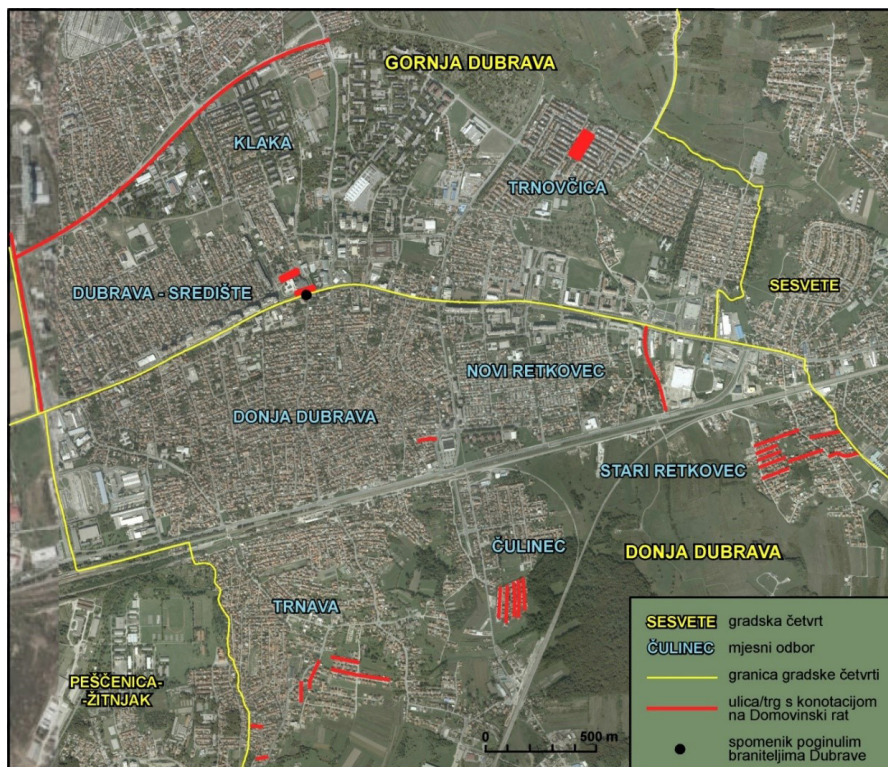 GORNJA DUBRAVA
KLAKA
TRNOVČICA
DUBRAVA - SREDIŠTE
SESVETE
NOVI RETKOVEC
DONJA DUBRAVA
STARI RETKOVEC
ČULINEC
DONJA DUBRAVA
TRNAVA
PEŠČENICA-
-ŽITNJAK
0
500 m
SESVETE gradska četvrt
ČULINEC mjesni odbor
granica gradske četvrti
ulica/trg s konotacijom
na Domovinski rat
spomenik poginulim
braniteljima Dubrave